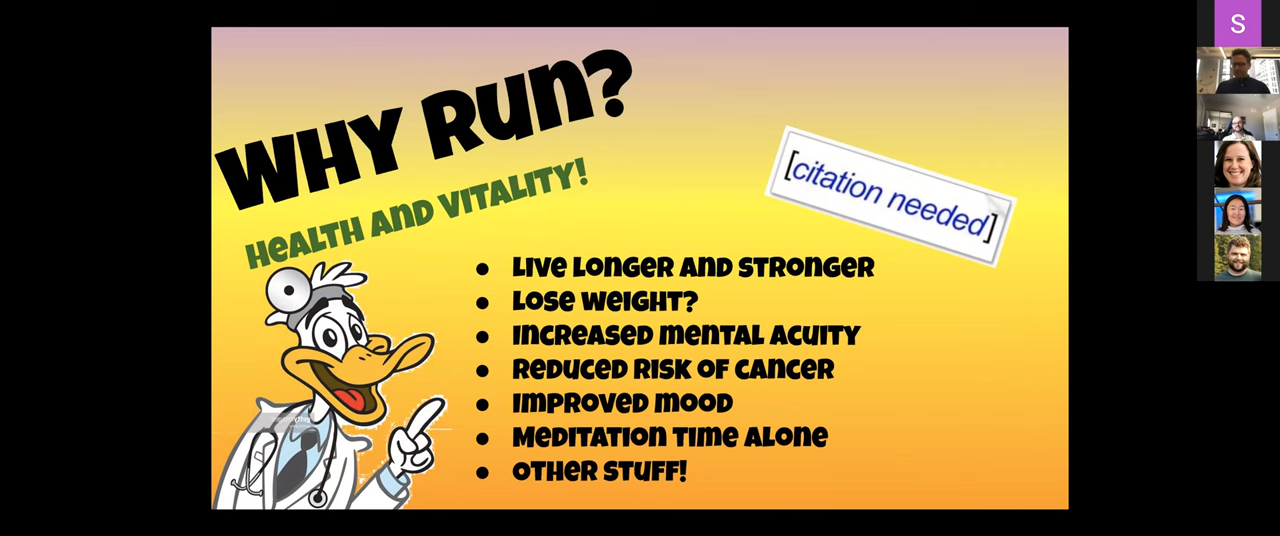 WHY Run?
HEALTH AND VITALITY!
[citation needed]
● LIVE LONGER AND STRONGER
● LOSE WEIGHT?
● INCREASED MENTAL ACUITY
● REDUCED RISK OF CANCER
● IMPROVED MOOD
● MEDITATION TIME ALONE
● OTHER STUFF!
S